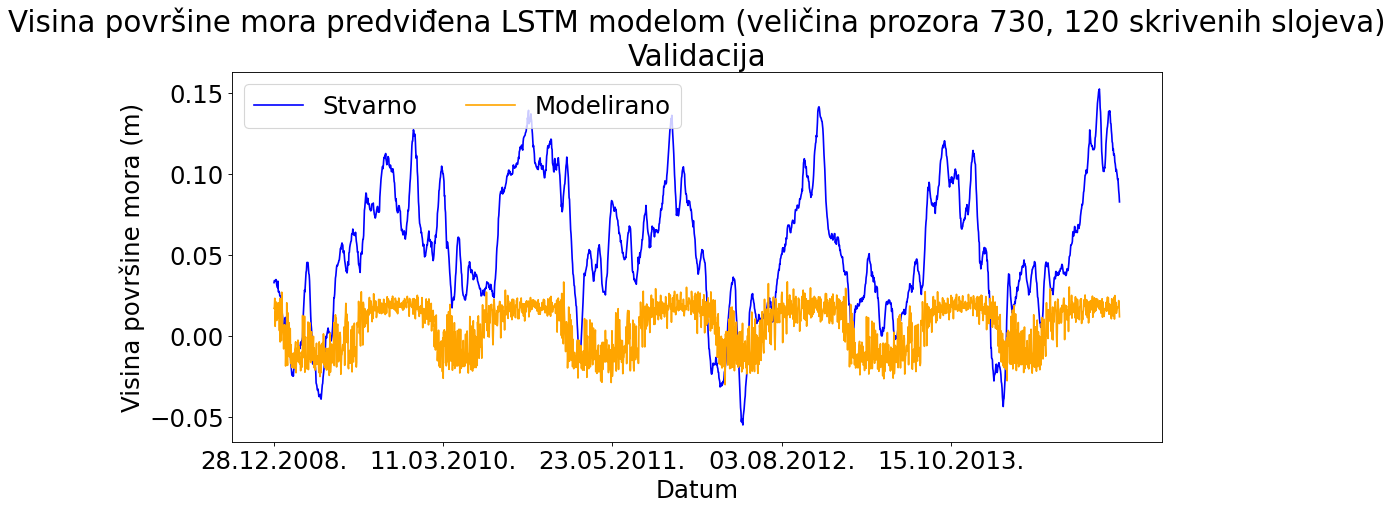 Visina površine mora predviđena LSTM modelom (veličina prozora 730, 120 skrivenih slojeva)
Validacija
Stvarno
Modelirano
Visina površine mora (m)
0.15
0.10
0.05
0.00
−0.05
28.12.2008.
11.03.2010.
23.05.2011.
03.08.2012.
15.10.2013.
Datum